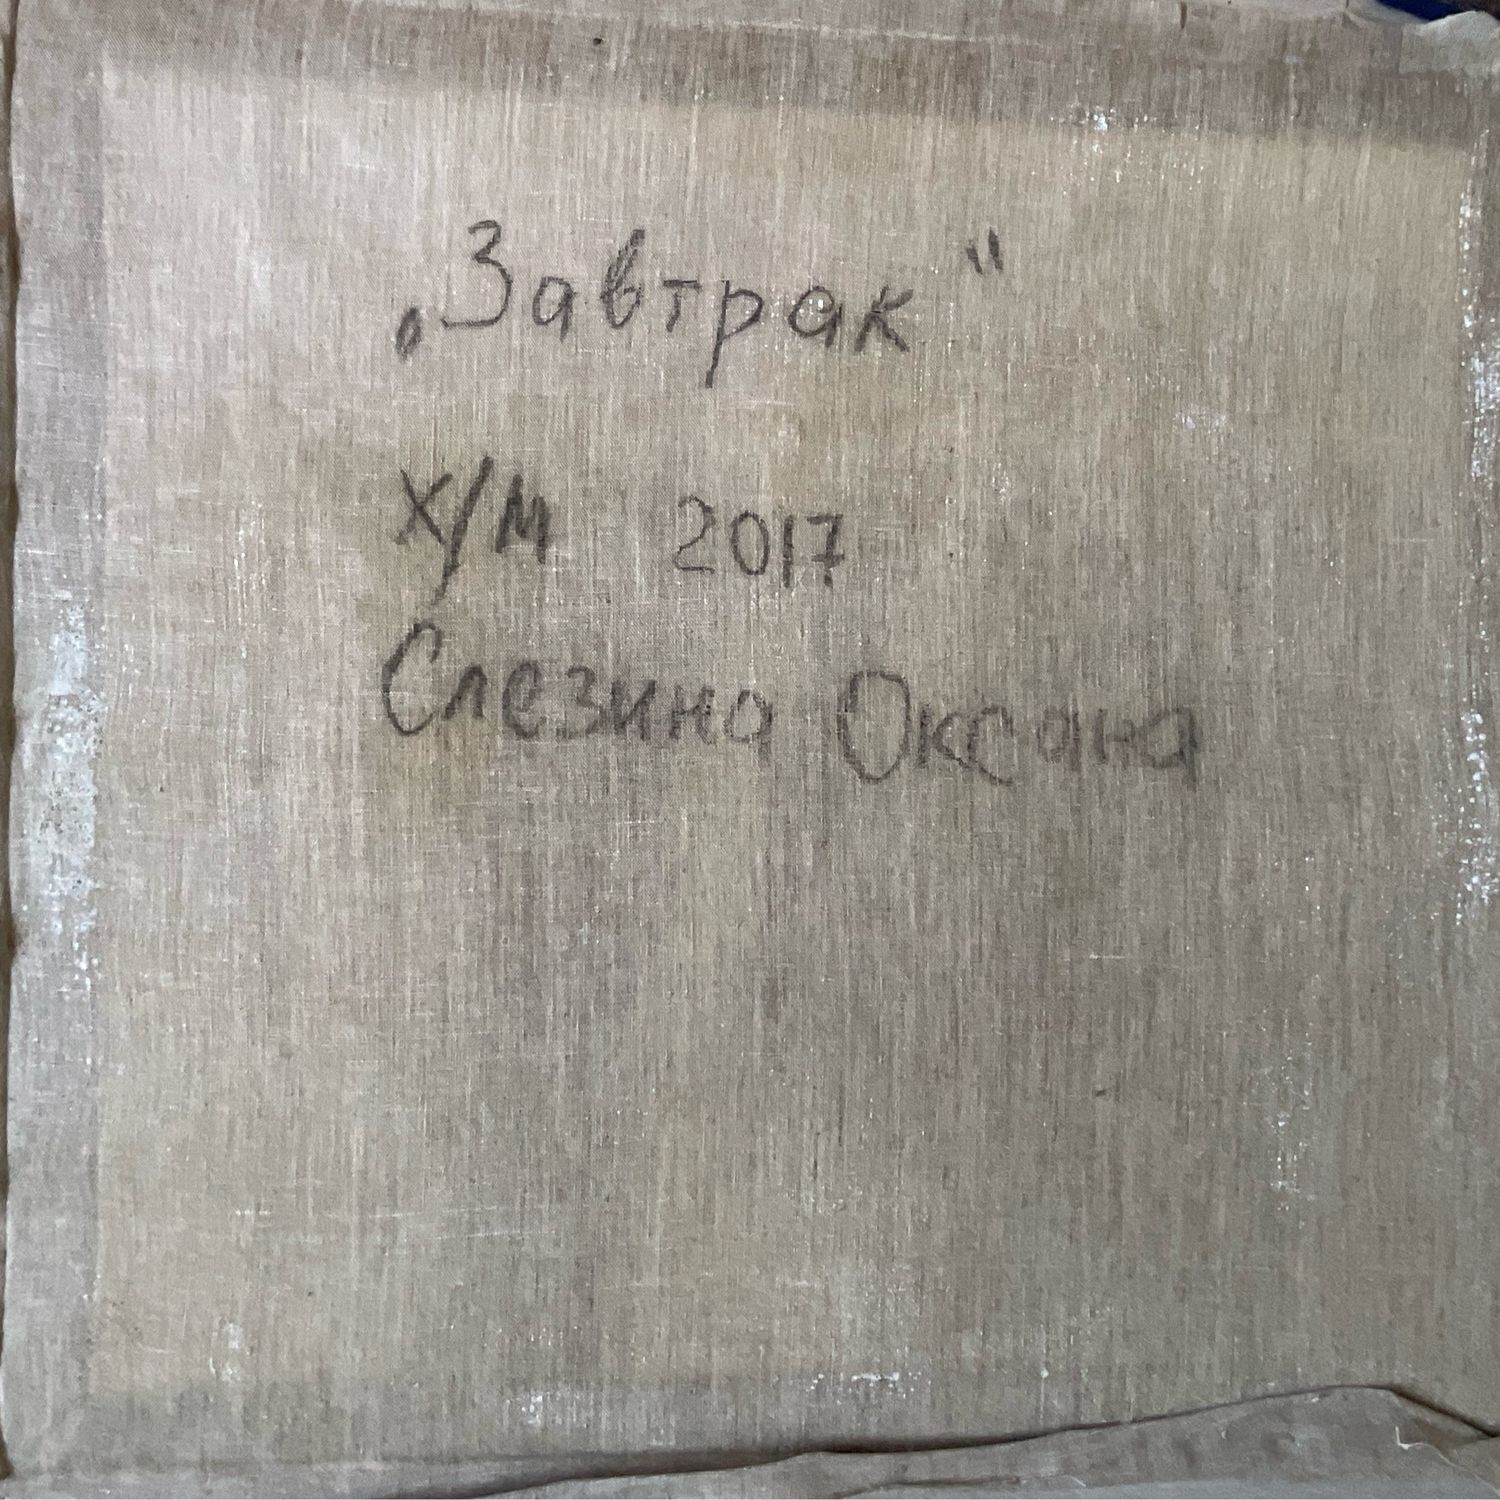 „Завтрак"
Х/М 2017
Слезина Оксана